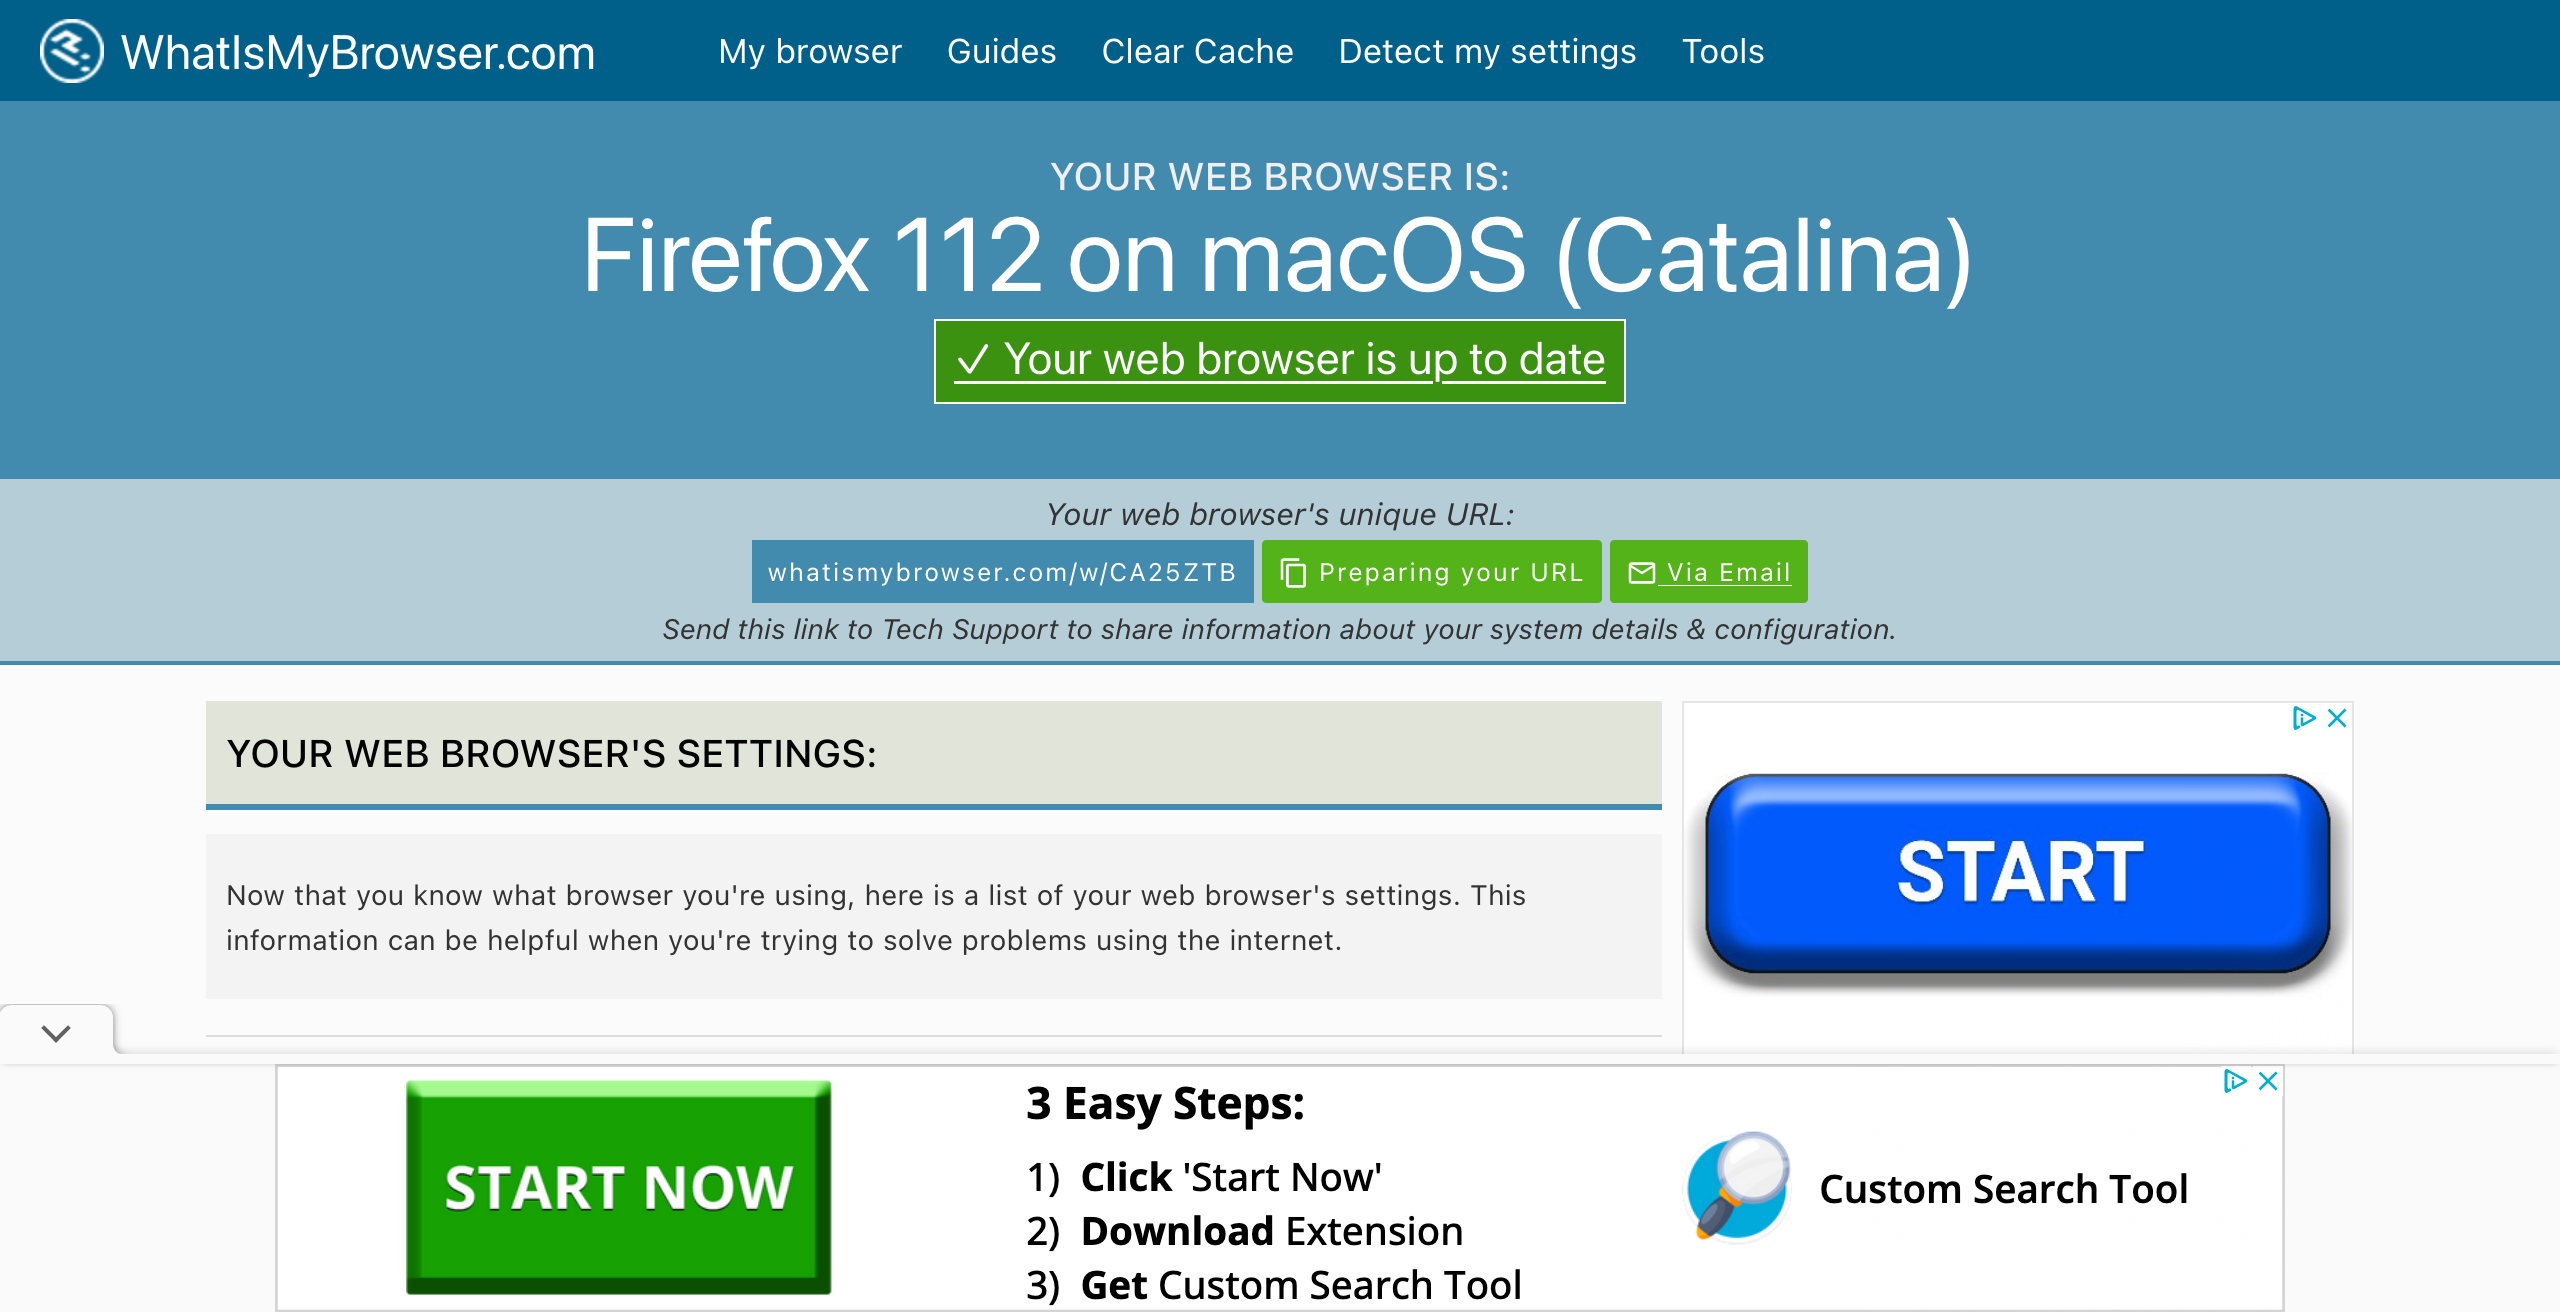 WhatIsMyBrowser.com
My browser Guides Clear Cache Detect my settings Tools
YOUR WEB BROWSER IS:
Firefox 112 on macOS (Catalina)
✓ Your web browser is up to date
Your web browser's unique URL:
whatismybrowser.com/w/CA25ZTB Preparing your URL Via Email
Send this link to Tech Support to share information about your system details & configuration.
YOUR WEB BROWSER'S SETTINGS:
Now that you know what browser you're using, here is a list of your web browser's settings. This
information can be helpful when you're trying to solve problems using the internet.
START
START NOW
3 Easy Steps:
1) Click 'Start Now'
2) Download Extension
3) Get Custom Search Tool
Custom Search Tool